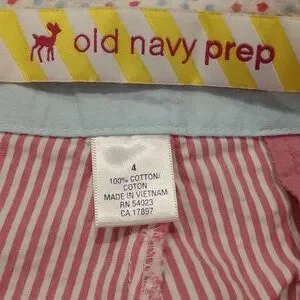 old navy prep
4
100% COTTON/
COTON
MADE IN VIETNAM
RN 54023
CA 17897